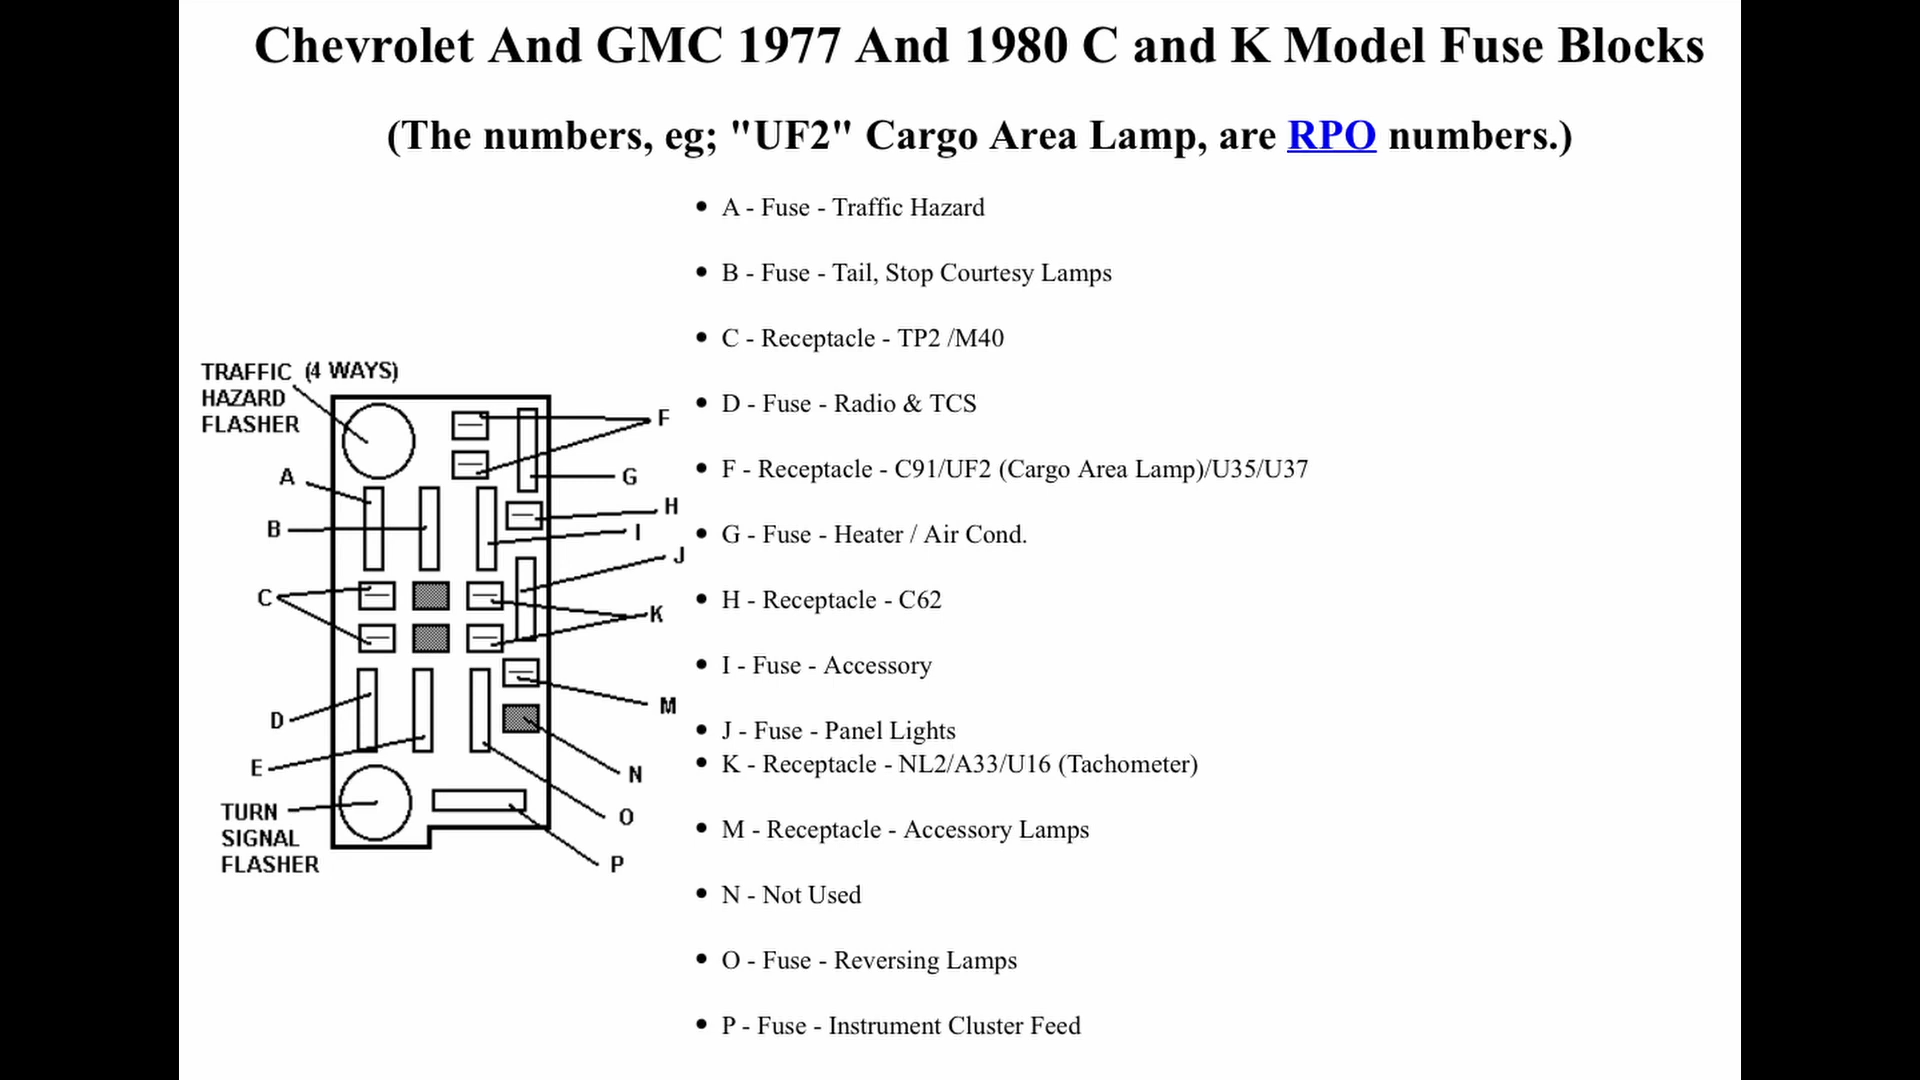 Chevrolet And GMC 1977 And 1980 C and K Model Fuse Blocks
(The numbers, eg; "UF2" Cargo Area Lamp, are RPO numbers.)
TRAFFIC (4 WAYS)
HAZARD
FLASHER
A
B
C
D
E
TURN
SIGNAL
FLASHER
F
G
H
I
J
K
M
N
O
P
• A - Fuse - Traffic Hazard
• B - Fuse - Tail, Stop Courtesy Lamps
• C - Receptacle - TP2 /M40
• D - Fuse - Radio & TCS
• F - Receptacle - C91/UF2 (Cargo Area Lamp)/U35/U37
• G - Fuse - Heater / Air Cond.
• H - Receptacle - C62
• I - Fuse - Accessory
• J - Fuse - Panel Lights
• K - Receptacle - NL2/A33/U16 (Tachometer)
• M - Receptacle - Accessory Lamps
• N - Not Used
• O - Fuse - Reversing Lamps
• P - Fuse - Instrument Cluster Feed